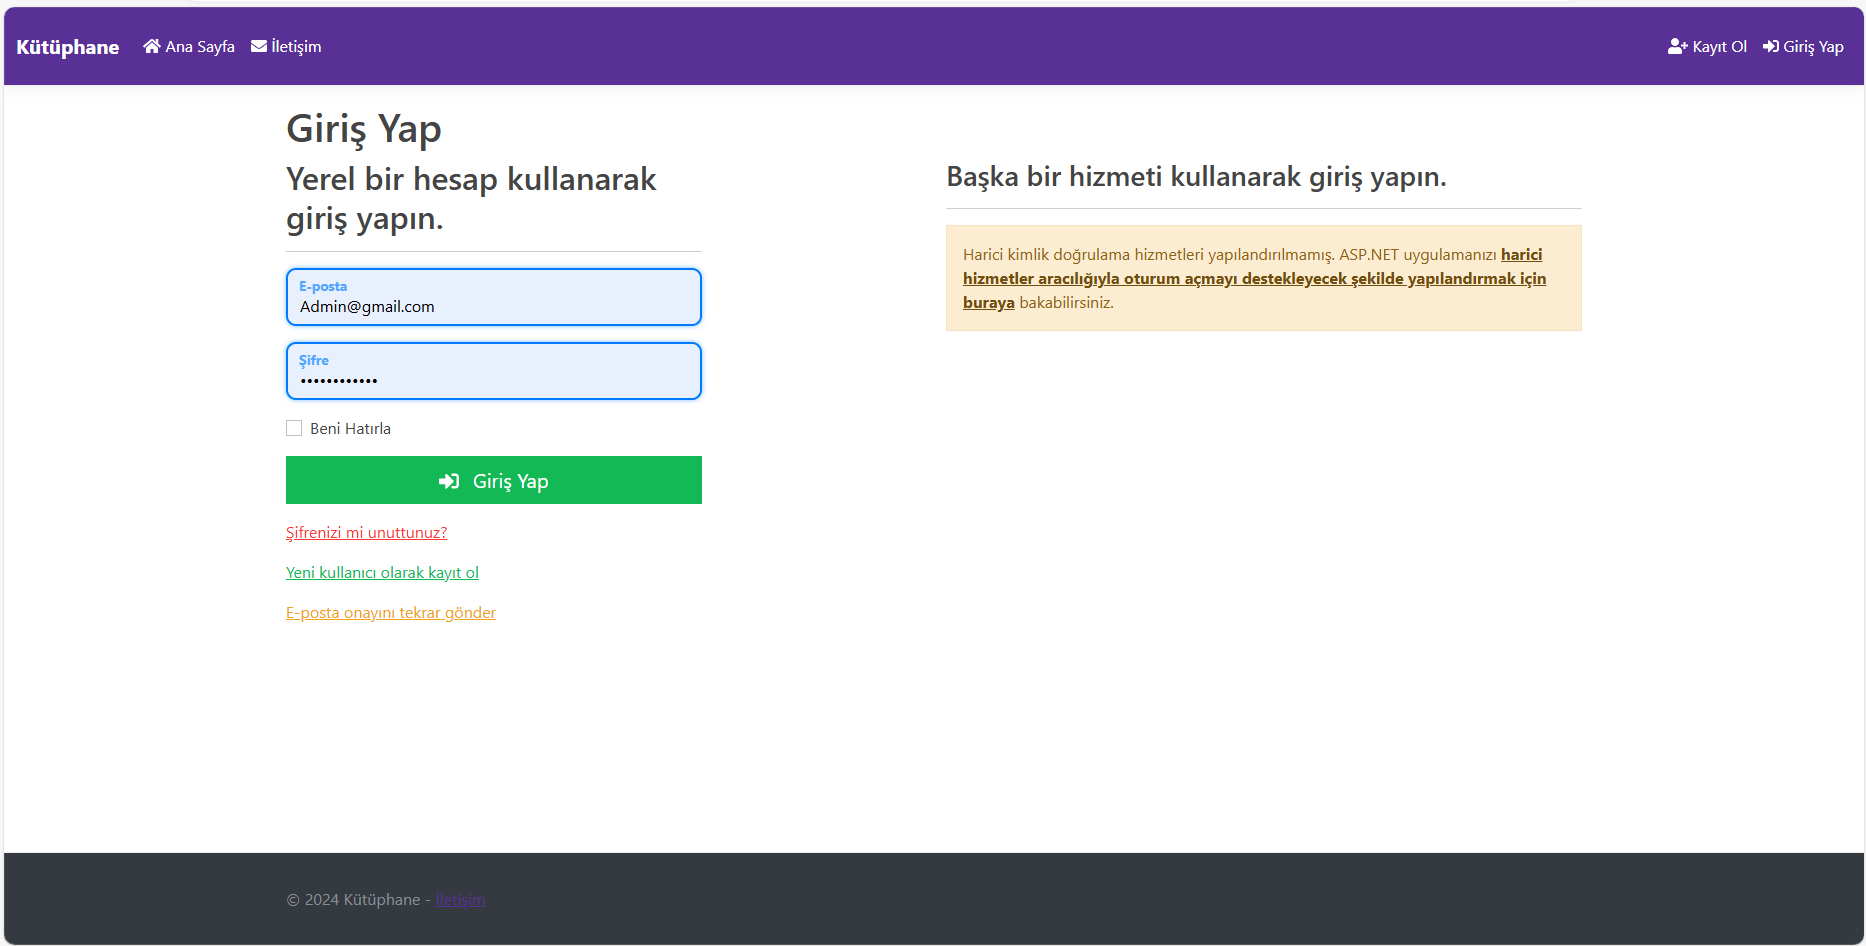 Kütüphane Ana Sayfa İletişim Kayıt Ol Giriş Yap
Giriş Yap
Yerel bir hesap kullanarak
giriş yapın.
E-posta
Admin@gmail.com
Şifre
••••••••••••
Beni Hatırla
Giriş Yap
Şifrenizi mi unuttunuz?
Yeni kullanıcı olarak kayıt ol
E-posta onayını tekrar gönder
Başka bir hizmeti kullanarak giriş yapın.
Harici kimlik doğrulama hizmetleri yapılandırılmamış. ASP.NET uygulamanızı harici
hizmetler aracılığıyla oturum açmayı destekleyecek şekilde yapılandırmak için
buraya bakabilirsiniz.
© 2024 Kütüphane - İletişim